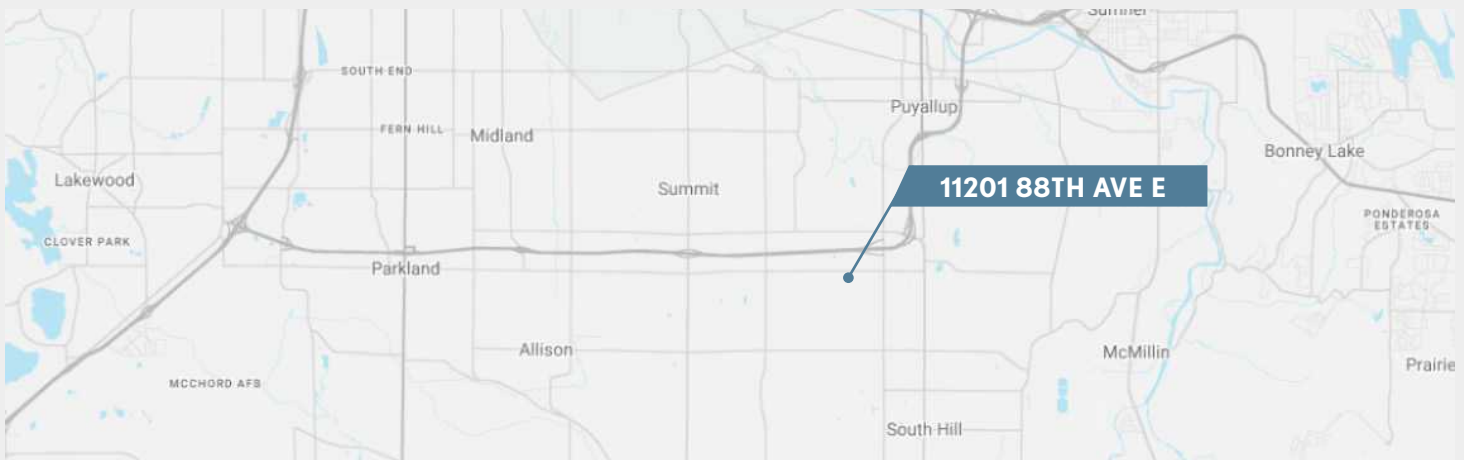 Sumner
SOUTH END
Puyallup
FERN HILL
Midland
Bonney Lake
Lakewood
Summit
11201 88TH AVE E
PONDEROSA
ESTATES
CLOVER PARK
Parkland
Allison
McMillin
Prairie
MCCHORD AFB
South Hill